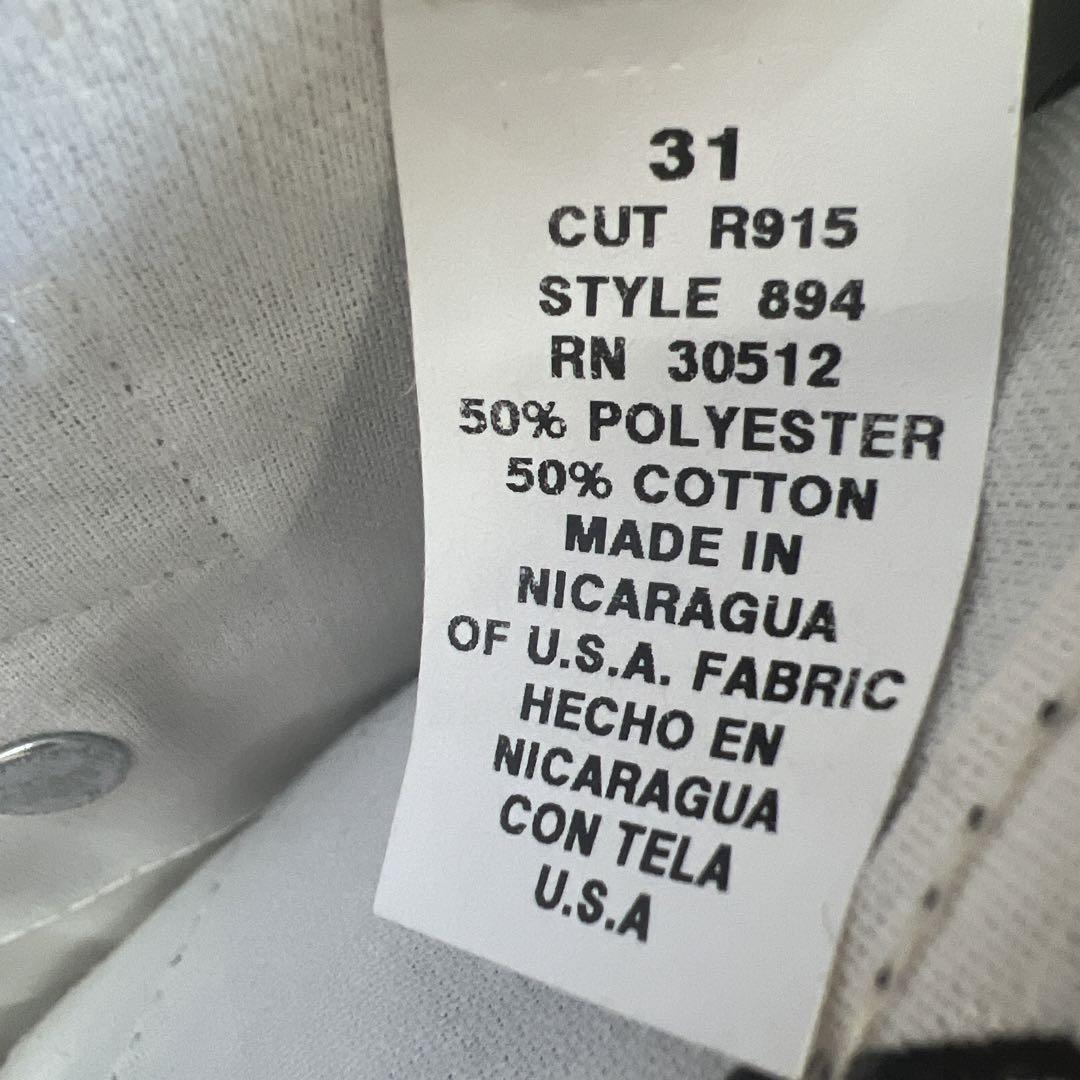 31
CUT R915
STYLE 894
RN 30512
50% POLYESTER
50% COTTON
MADE IN
NICARAGUA
OF U.S.A. FABRIC
HECHO EN
NICARAGUA
CON TELA
U.S.A